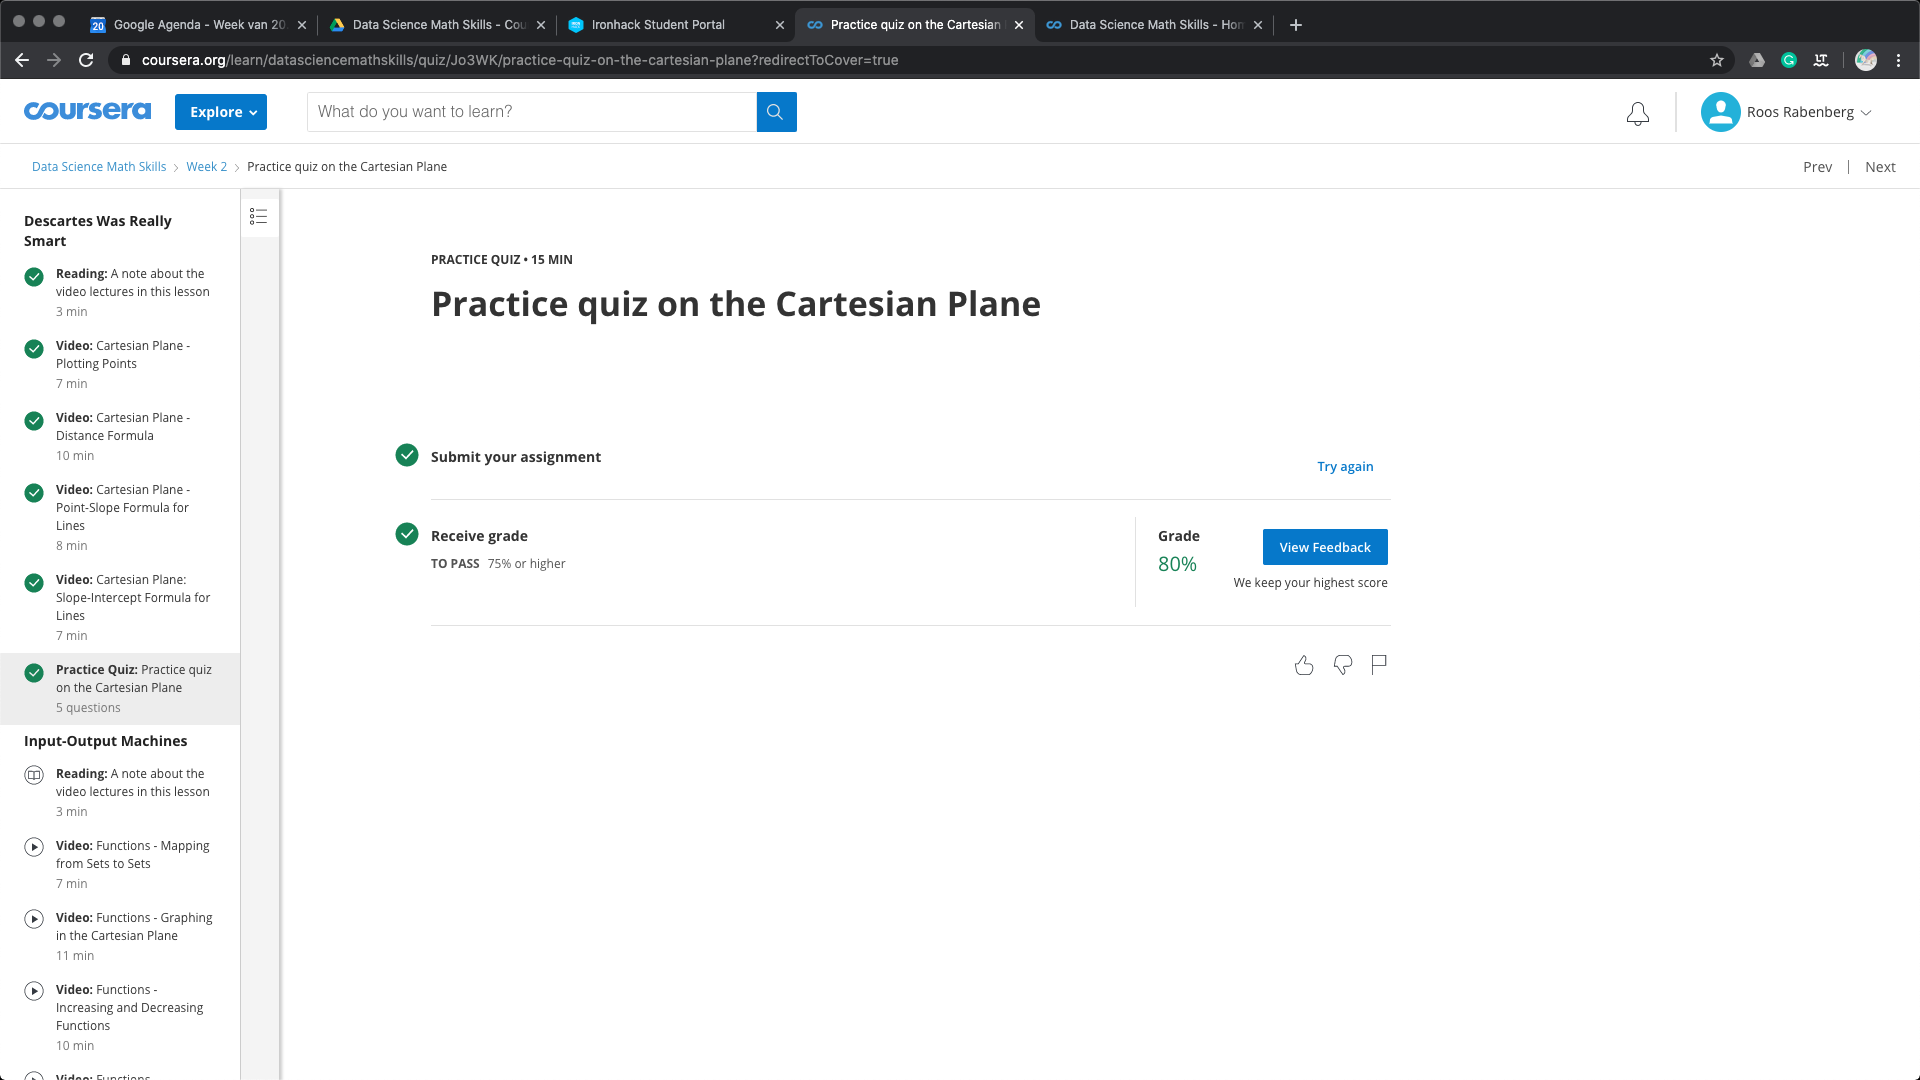 Google Agenda - Week van 20
Data Science Math Skills - Cou
Ironhack Student Portal
Practice quiz on the Cartesian
Data Science Math Skills - Hom
coursera.org/learn/datasciencemathskills/quiz/Jo3WK/practice-quiz-on-the-cartesian-plane?redirectToCover=true
coursera
Explore
What do you want to learn?
Roos Rabenberg
Data Science Math Skills
Week 2
Practice quiz on the Cartesian Plane
Prev
Next
Descartes Was Really
Smart
Reading: A note about the
video lectures in this lesson
3 min
Video: Cartesian Plane -
Plotting Points
7 min
Video: Cartesian Plane -
Distance Formula
10 min
Video: Cartesian Plane -
Point-Slope Formula for
Lines
8 min
Video: Cartesian Plane:
Slope-Intercept Formula for
Lines
7 min
Practice Quiz: Practice quiz
on the Cartesian Plane
5 questions
Input-Output Machines
Reading: A note about the
video lectures in this lesson
3 min
Video: Functions - Mapping
from Sets to Sets
7 min
Video: Functions - Graphing
in the Cartesian Plane
11 min
Video: Functions -
Increasing and Decreasing
Functions
10 min
Video: Functions
PRACTICE QUIZ • 15 MIN
Practice quiz on the Cartesian Plane
Submit your assignment
Try again
Receive grade
TO PASS 75% or higher
Grade
80%
View Feedback
We keep your highest score